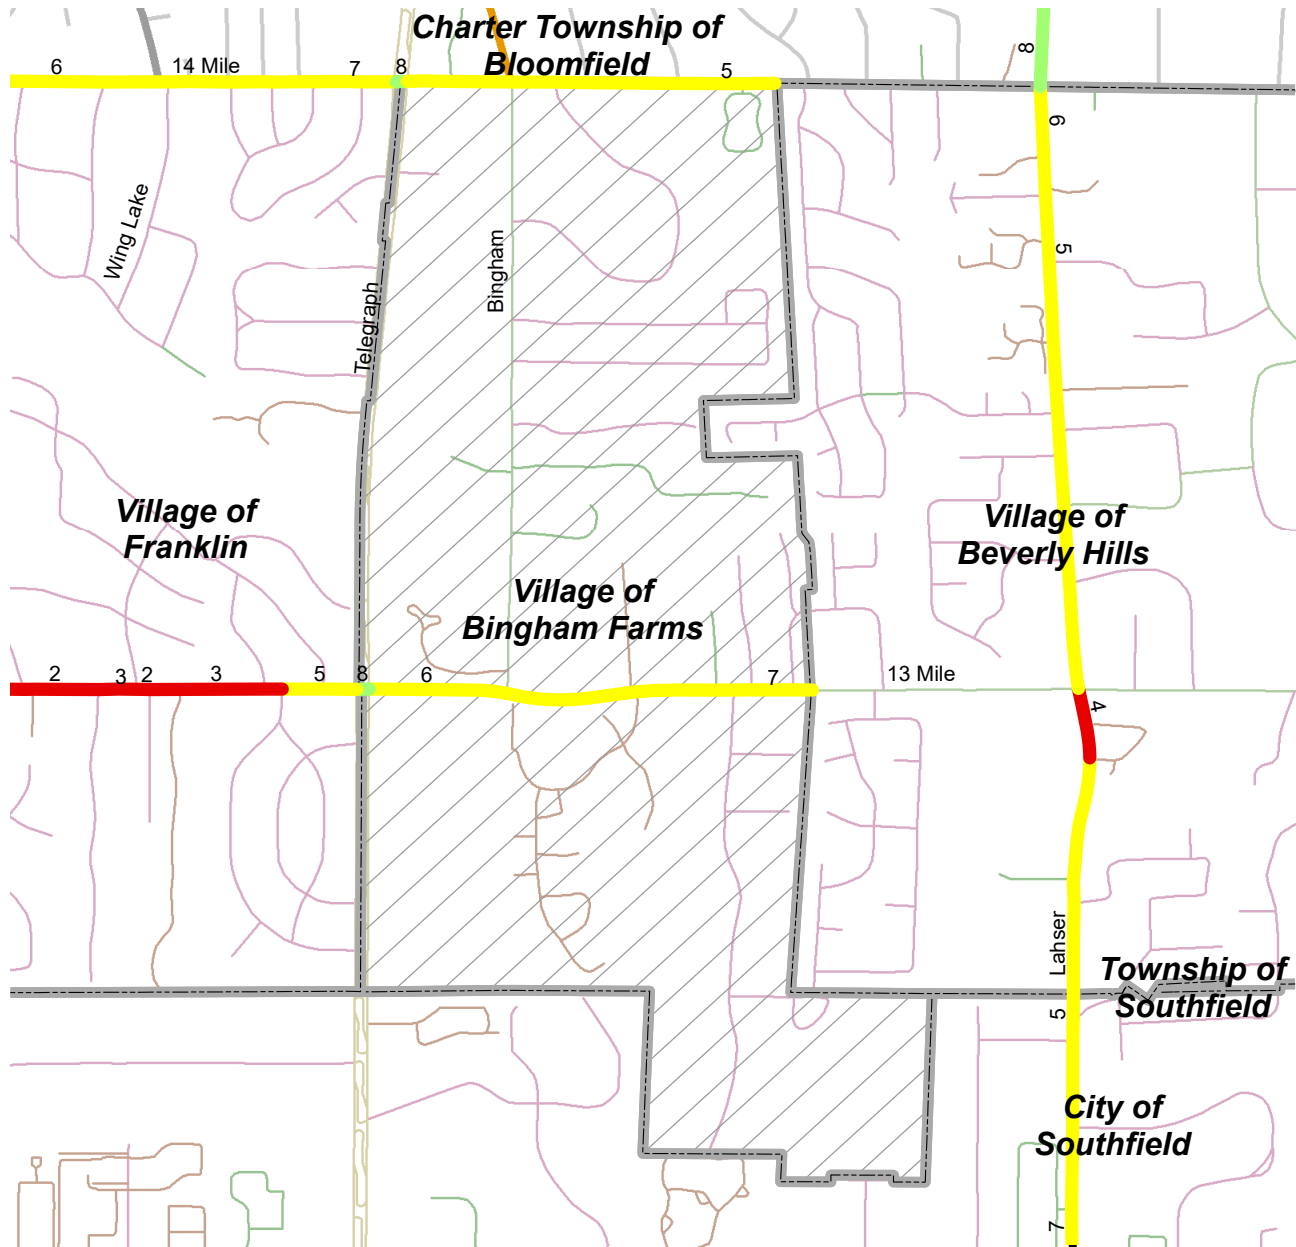 Charter Township of
Bloomfield
6
14 Mile
7
8
5
8
6
5
Wing Lake
Bingham
Telegraph
Village of
Franklin
Village of
Beverly Hills
Village of
Bingham Farms
2
3
2
3
5
8
6
7
13 Mile
4
Lahser
Township of
Southfield
5
City of
Southfield
7